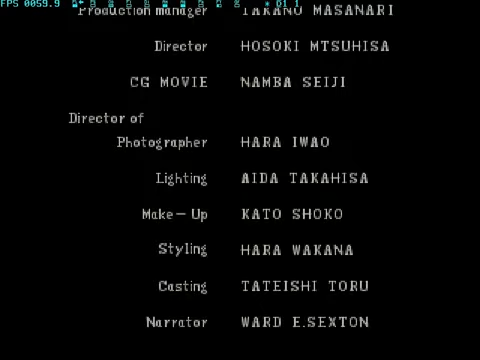 FPS 0059.9
Production manager TAKANO MASANARI
Director HOSOKI MTSUHISA
CG MOVIE NAMBA SEIJI
Director of
Photographer HARA IWAO
Lighting AIDA TAKAHISA
Make-Up KATO SHOKO
Styling HARA WAKANA
Casting TATEISHI TORU
Narrator WARD E.SEXTON